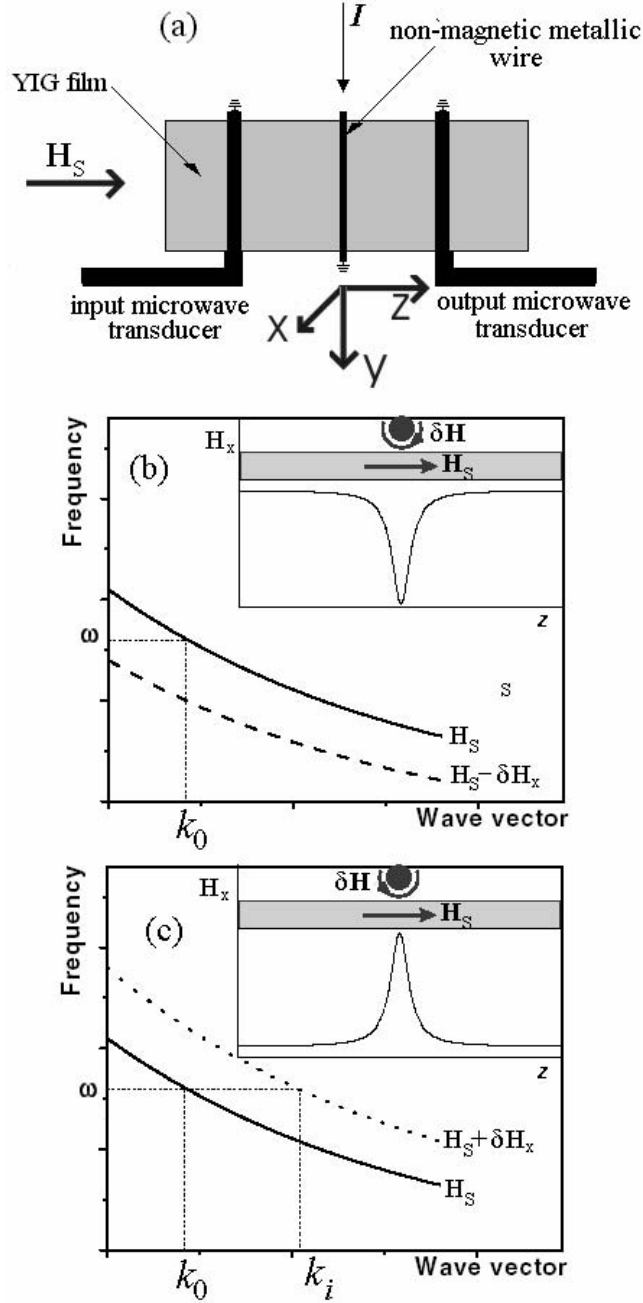 (a)
I
non-magnetic metallic
wire
YIG film
H_S
input microwave
transducer
output microwave
transducer
X
Z
y
(b)
Frequency
ω
H_x
δH
H_S
z
S
H_S
H_S − δH_x
k_0
Wave vector
(c)
Frequency
ω
H_x
δH
H_S
z
H_S + δH_x
H_S
k_0
k_i
Wave vector